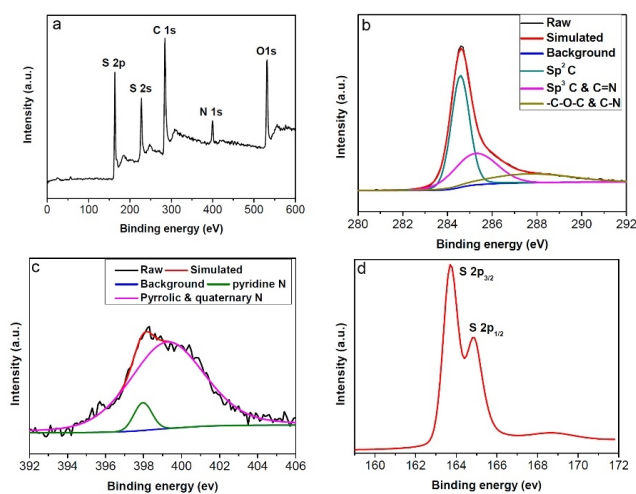 a
Intensity (a.u.)
S 2p
S 2s
C 1s
N 1s
O1s
0 100 200 300 400 500 600
Binding energy (eV)
b
Intensity (a.u.)
Raw
Simulated
Background
Sp² C
Sp³ C & C=N
-C-O-C & C-N
280 282 284 286 288 290 292
Binding energy (eV)
c
Intensity (a.u.)
Raw Simulated
Background pyridine N
Pyrrolic & quaternary N
392 394 396 398 400 402 404 406
Binding energy (ev)
d
Intensity (a.u.)
S 2p3/2
S 2p1/2
160 162 164 166 168 170 172
Binding energy (ev)